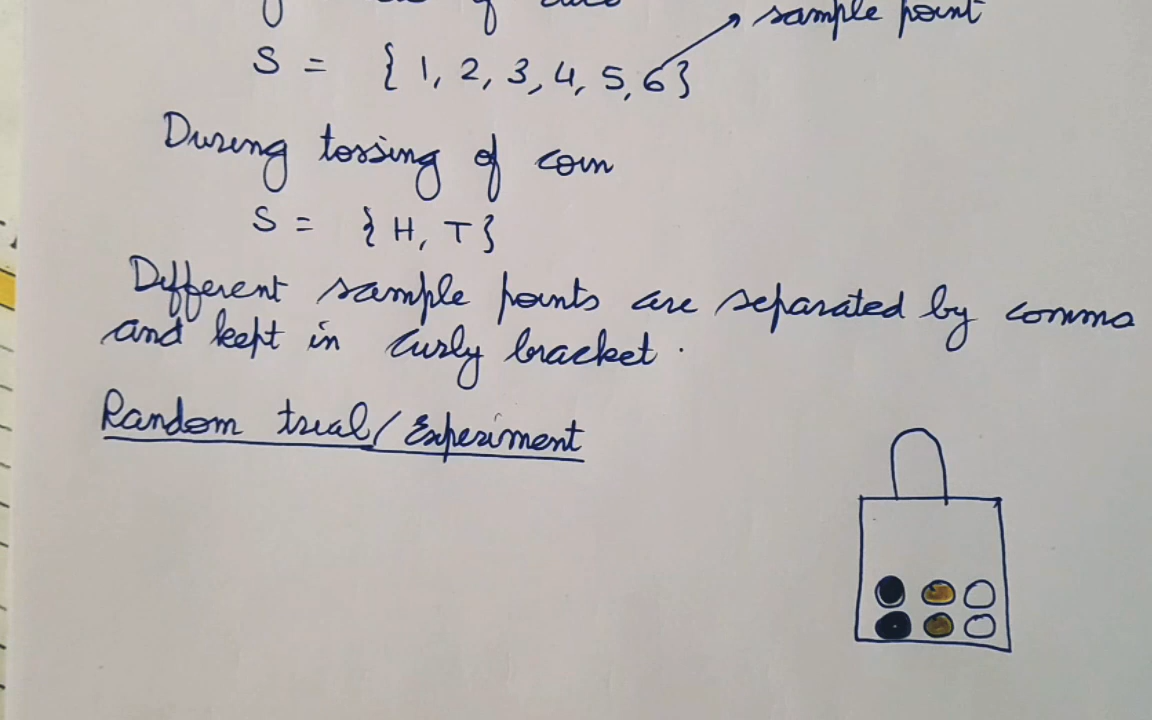 of
sample point
S = { 1, 2, 3, 4, 5, 6}
During tossing of coin
S = { H, T}
Different sample points are separated by comma
and kept in curly bracket.
Random trial/Experiment